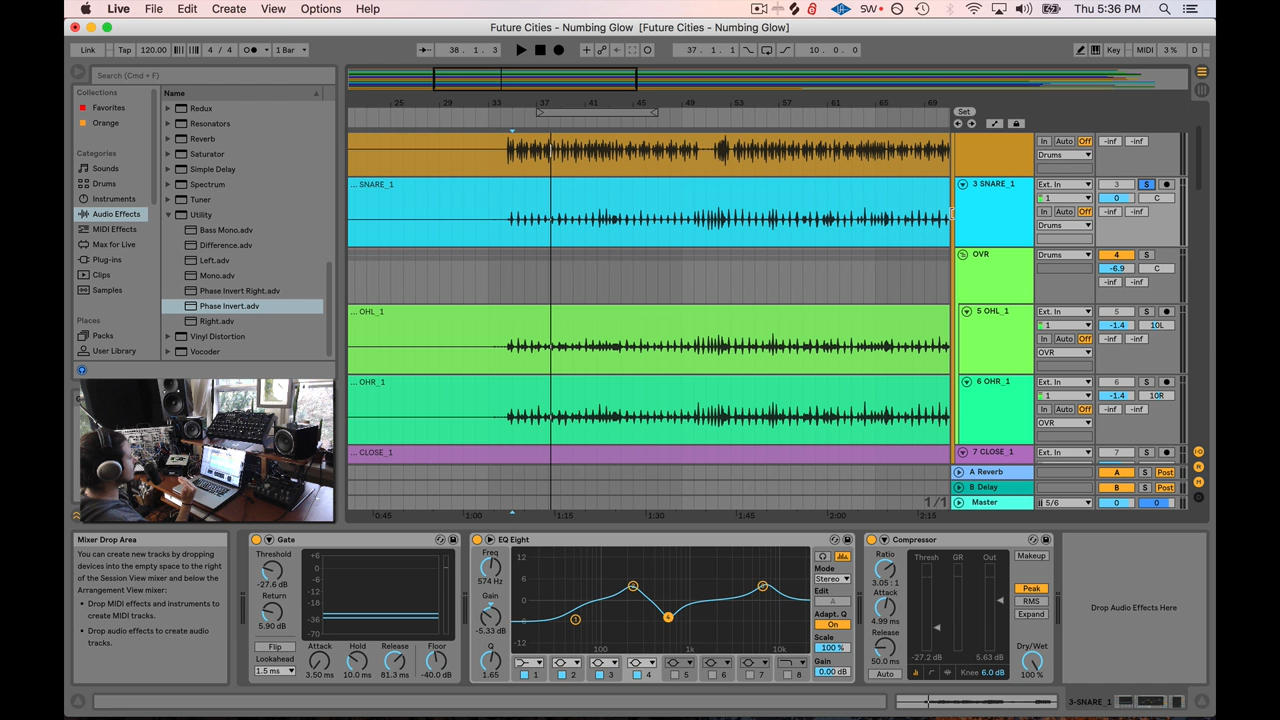 Live File Edit Create View Options Help SW Thu 5:36 PM
Future Cities - Numbing Glow [Future Cities - Numbing Glow]
Link Tap 120.00 4 / 4 1 Bar 38. 1. 3 37. 1. 1 10. 0. 0 Key MIDI 3 % D
Search (Cmd + F)
Collections
Favorites
Orange
Categories
Sounds
Drums
Instruments
Audio Effects
MIDI Effects
Max for Live
Plug-ins
Clips
Samples
Places
Packs
User Library
Name
Redux
Resonators
Reverb
Saturator
Simple Delay
Spectrum
Tuner
Utility
Bass Mono.adv
Difference.adv
Left.adv
Mono.adv
Phase Invert Right.adv
Phase Invert.adv
Right.adv
Vinyl Distortion
Vocoder
25 29 33 37 41 45 49 53 57 61 65 69
Set
In Auto Off -inf -inf
Drums
... SNARE_1 3 SNARE_1 Ext. In 3 S
1 0 C
In Auto Off -inf -inf
Drums
OVR Drums 4 S
-6.9 C
-inf -inf
... OHL_1 5 OHL_1 Ext. In 5 S
1 -1.4 10L
In Auto Off -inf -inf
OVR
... OHR_1 6 OHR_1 Ext. In 6 S
1 -1.4 10R
In Auto Off -inf -inf
OVR
... CLOSE_1 7 CLOSE_1 Ext. In 7 S
A Reverb A S Post
B Delay B S Post
1/1 Master 5/6 0 0
0:45 1:00 1:15 1:30 1:45 2:00 2:15
Mixer Drop Area
You can create new tracks by dropping
devices into the empty space to the right
of the Session View mixer and below the
Arrangement View mixer:
• Drop MIDI effects and instruments to
create MIDI tracks.
• Drop audio effects to create audio
tracks.
Gate
Threshold
-27.6 dB
Return
5.90 dB
Flip
Lookahead
1.5 ms
+6
0
-6
-12
-18
-36
-70
Attack Hold Release Floor
3.50 ms 10.0 ms 81.3 ms -40.0 dB
EQ Eight
Freq
574 Hz
Gain
-5.33 dB
Q
1.65
12
6
0
-6
-12
1 4
100 1k 10k
1 2 3 4 5 6 7 8
Mode
Stereo
Edit
A
Adapt. Q
On
Scale
100 %
Gain
0.00 dB
Compressor
Ratio
3.05 : 1
Attack
4.99 ms
Release
50.0 ms
Auto
Thresh GR Out
-27.2 dB 5.63 dB
Knee 6.0 dB
Makeup
Peak
RMS
Expand
Dry/Wet
100 %
Drop Audio Effects Here
3-SNARE_1